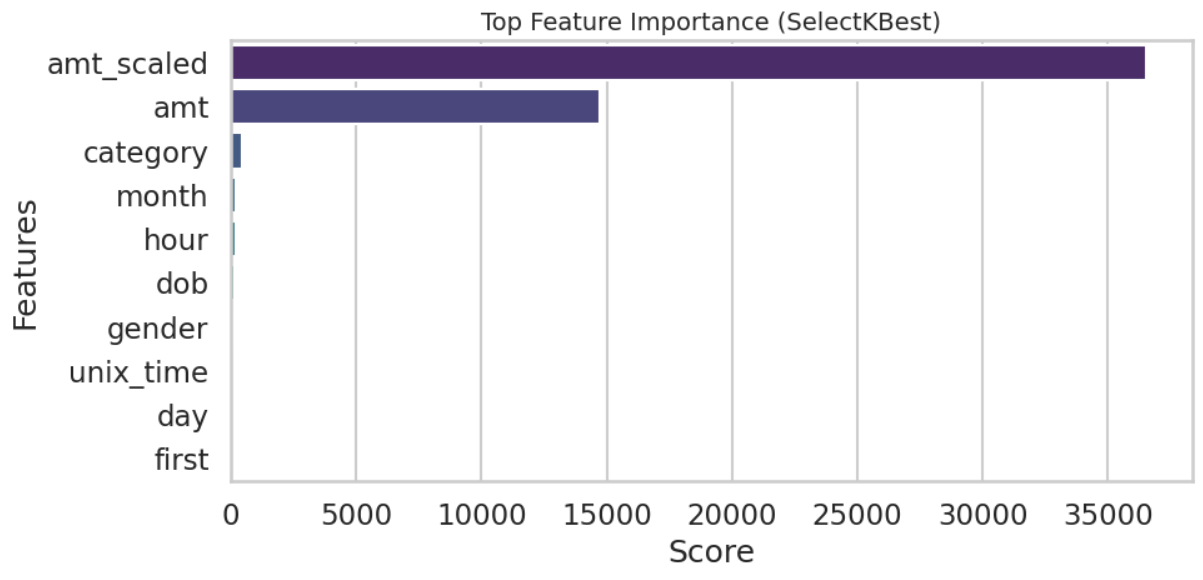 Top Feature Importance (SelectKBest)
amt_scaled
amt
category
month
hour
dob
gender
unix_time
day
first
Features
0 5000 10000 15000 20000 25000 30000 35000
Score